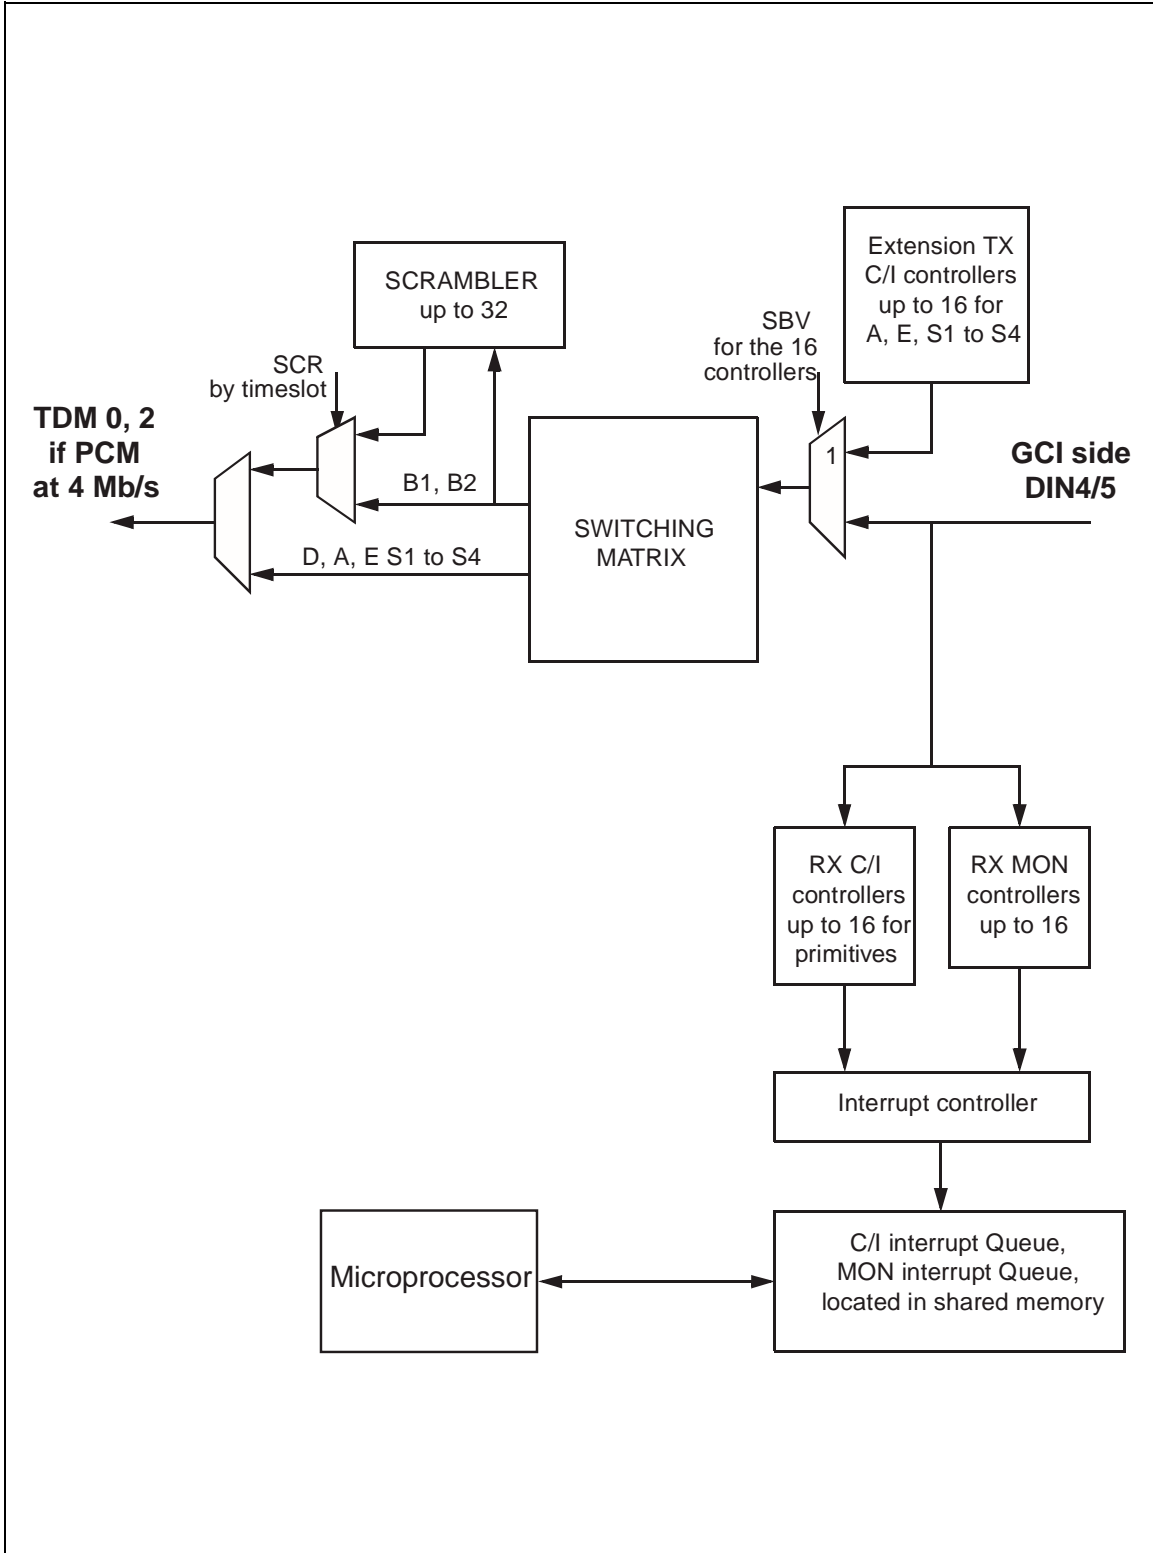 Extension TX
C/I controllers
up to 16 for
A, E, S1 to S4
SCRAMBLER
up to 32
SBV
for the 16
controllers
SCR
by timeslot
TDM 0, 2
if PCM
at 4 Mb/s
1
GCI side
DIN4/5
B1, B2
SWITCHING
MATRIX
D, A, E S1 to S4
RX C/I
controllers
up to 16 for
primitives
RX MON
controllers
up to 16
Interrupt controller
Microprocessor
C/I interrupt Queue,
MON interrupt Queue,
located in shared memory